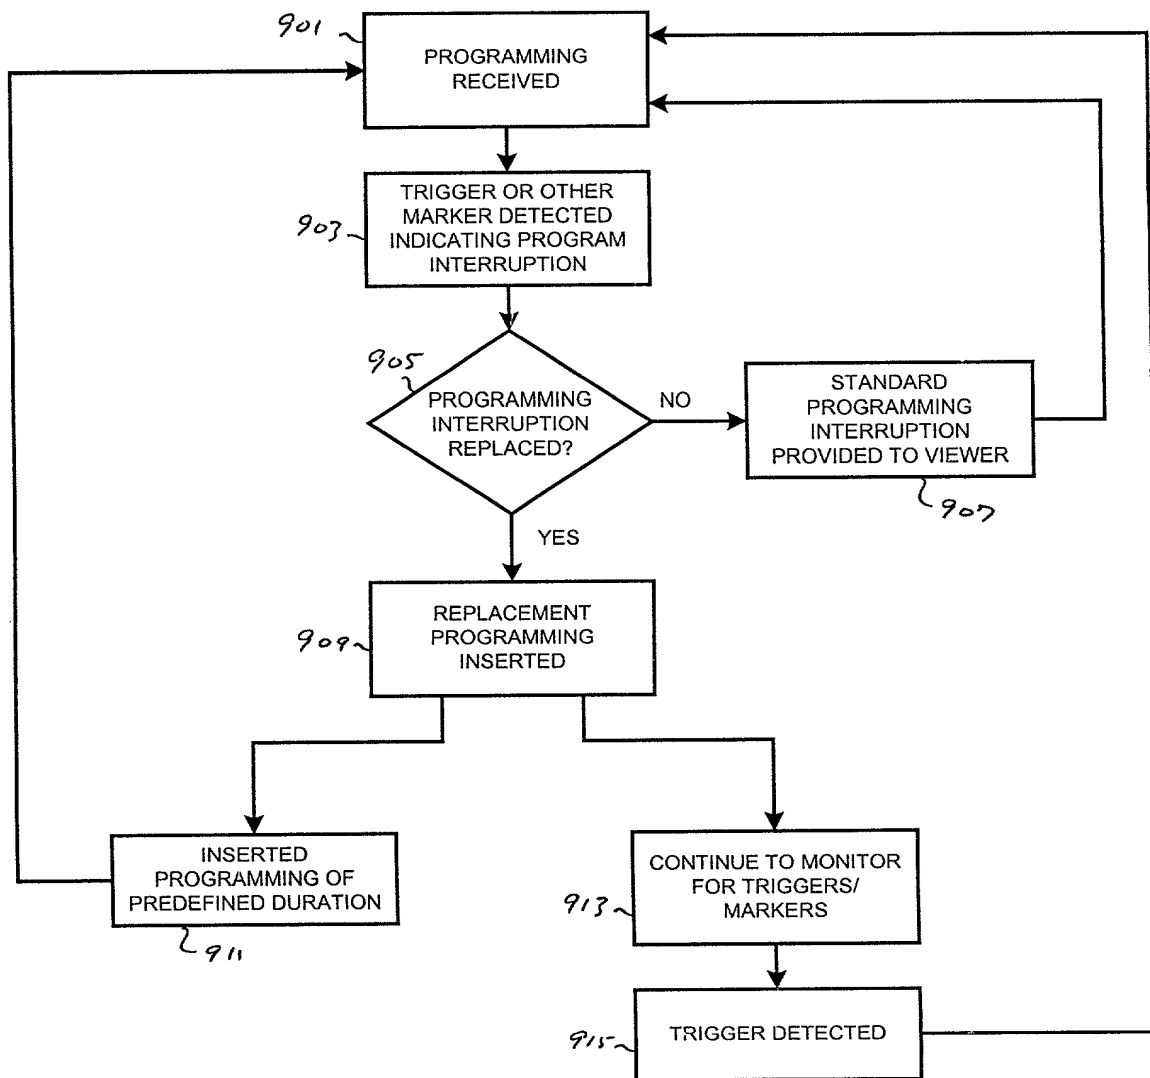 901
PROGRAMMING
RECEIVED
903
TRIGGER OR OTHER
MARKER DETECTED
INDICATING PROGRAM
INTERRUPTION
905
PROGRAMMING
INTERRUPTION
REPLACED?
NO
STANDARD
PROGRAMMING
INTERRUPTION
PROVIDED TO VIEWER
907
YES
909
REPLACEMENT
PROGRAMMING
INSERTED
INSERTED
PROGRAMMING OF
PREDEFINED DURATION
911
913
CONTINUE TO MONITOR
FOR TRIGGERS/
MARKERS
915
TRIGGER DETECTED